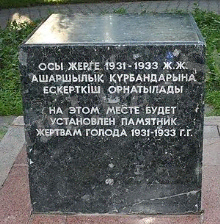 ОСЫ ЖЕРГЕ 1931-1933 Ж.Ж.
АШАРШЫЛЫҚ ҚҰРБАНДАРЫНА
ЕСКЕРТКІШ ОРНАТЫЛАДЫ
НА ЭТОМ МЕСТЕ БУДЕТ
УСТАНОВЛЕН ПАМЯТНИК
ЖЕРТВАМ ГОЛОДА 1931-1933 Г.Г.